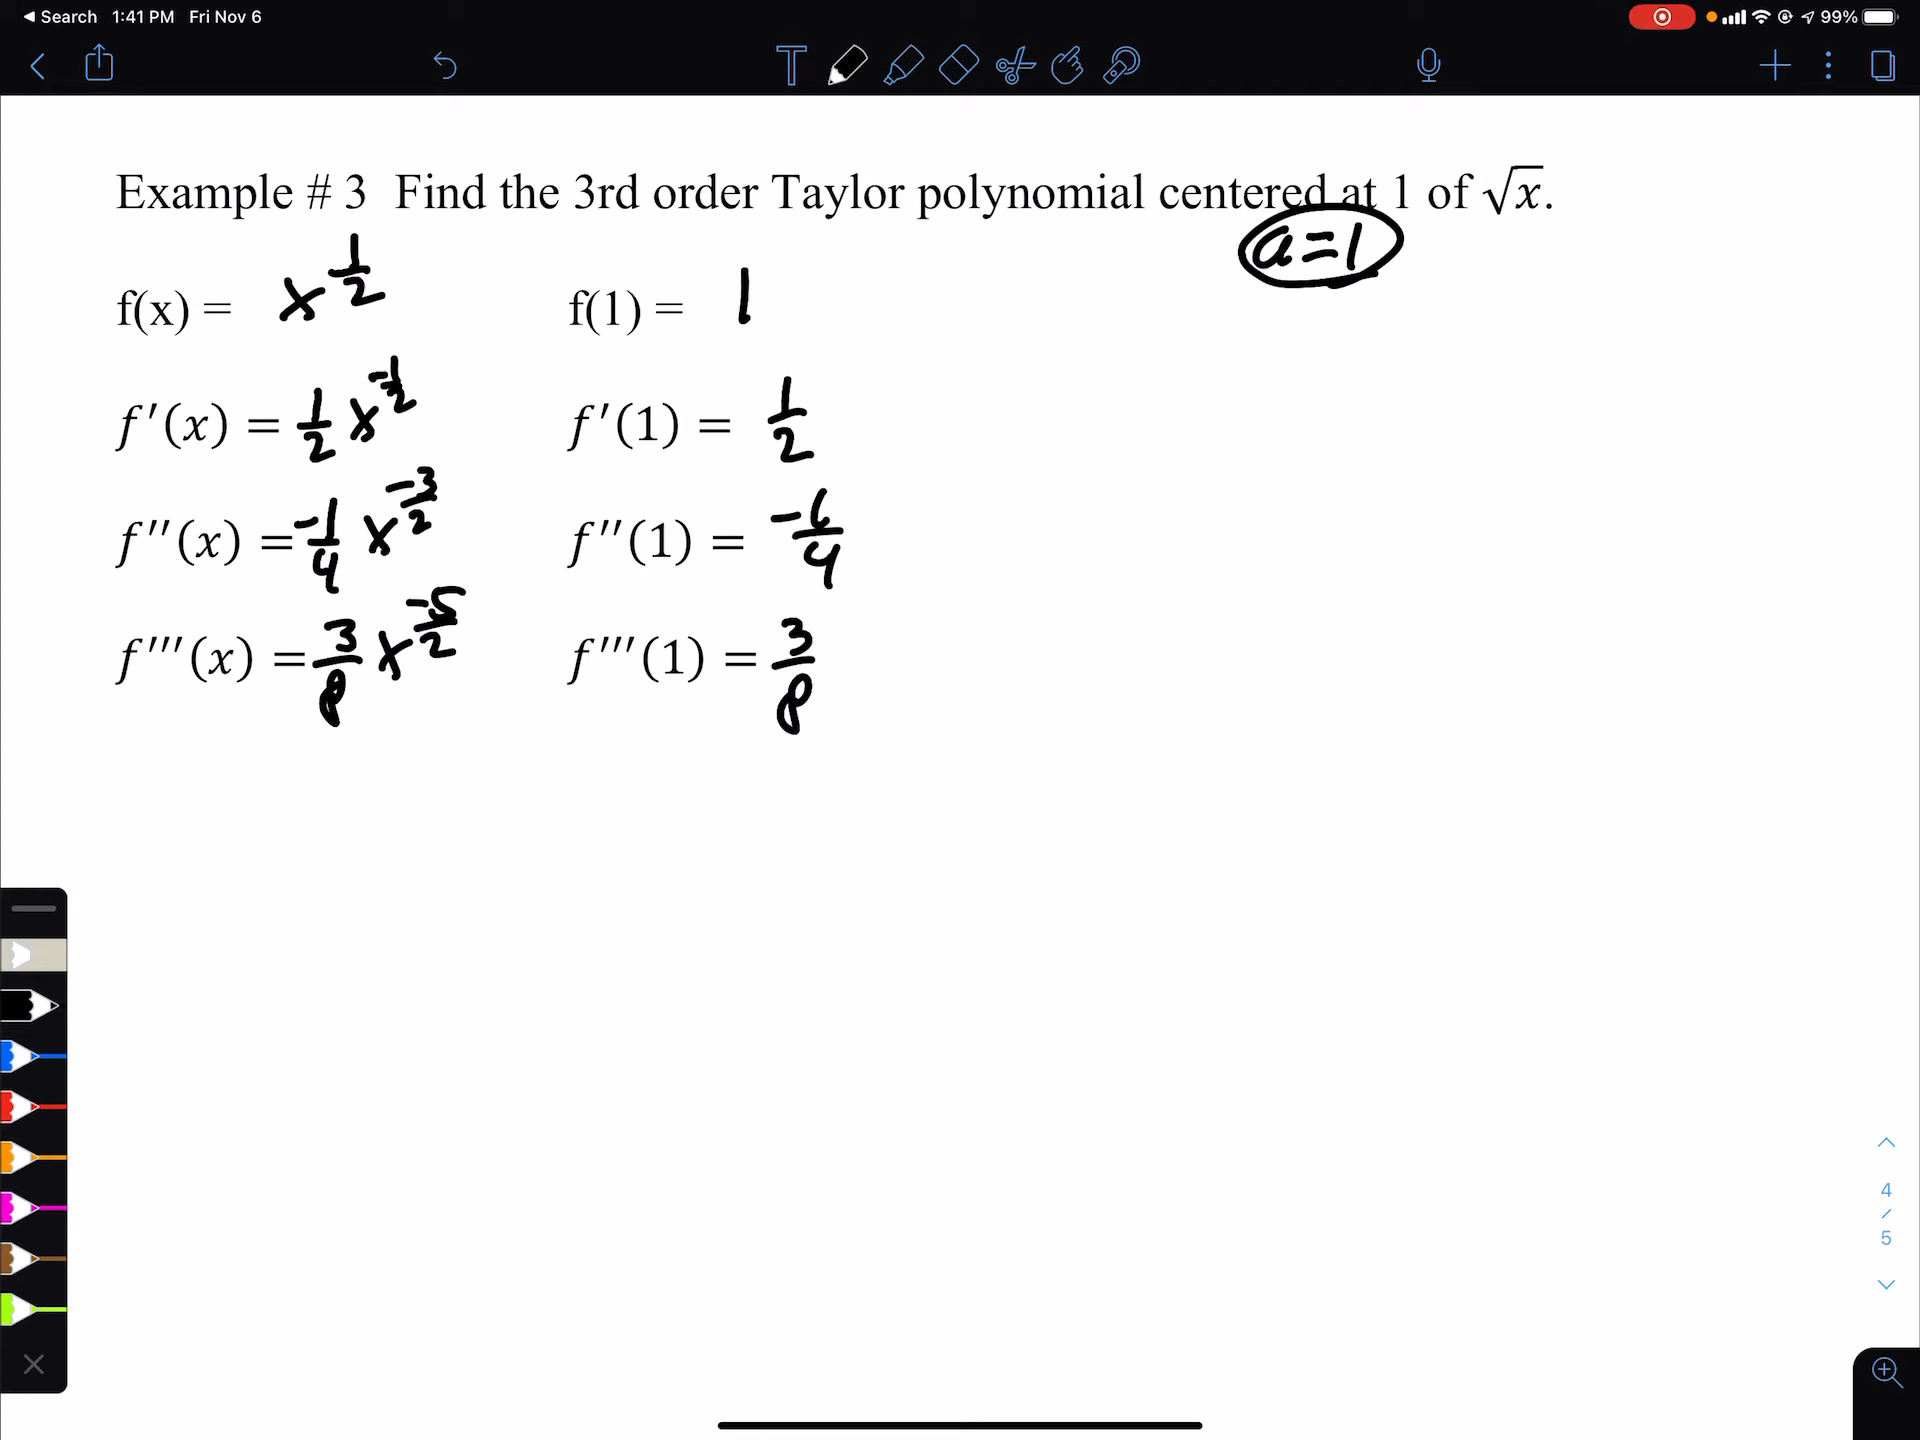 Search 1:41 PM Fri Nov 6 99%
T
Example # 3 Find the 3rd order Taylor polynomial centered at 1 of √x.
a=1
f(x) = x^{1/2} f(1) = 1
f′(x) = 1/2 x^{-1/2} f′(1) = 1/2
f″(x) = -1/4 x^{-3/2} f″(1) = -1/4
f‴(x) = 3/8 x^{-5/2} f‴(1) = 3/8
4
/
5